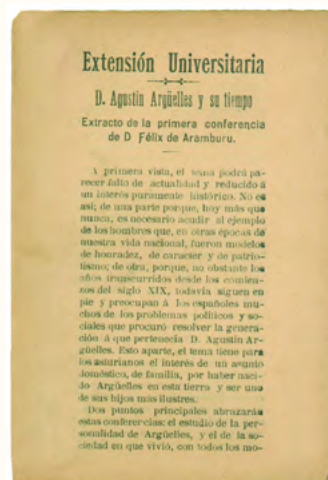 Extensión Universitaria
D. Agustín Argüelles y su tiempo
Extracto de la primera conferencia
de D Félix de Aramburu.
A primera vista, el tema podrá pa-
recer falto de actualidad y reducido á
un interés puramente histórico. No es
así; de una parte porque, hoy más que
nunca, es necesario acudir al ejemplo
de los hombres que, en otras épocas de
nuestra vida nacional, fueron modelos
de honradez, de caracter y de patrio-
tismo; de otra, porque, no obstante los
años transcurridos desde los comien-
zos del siglo XIX, todavía siguen en
pie y preocupan á los españoles mu-
chos de los problemas políticos y so-
ciales que procuró resolver la genera-
ción á que pertenecia D. Agustín Ar-
güelles. Esto aparte, el tema tiene para
los asturianos el interés de un asunto
doméstico, de familia, por haber naci-
do Argüelles en esta tierra y ser uno
de sus hijos más ilustres.
Dos puntos principales abrazarán
estas conferencias: el estudio de la per-
sonalidad de Argüelles, y el de la so-
ciedad en que vivió, con todos los mo-